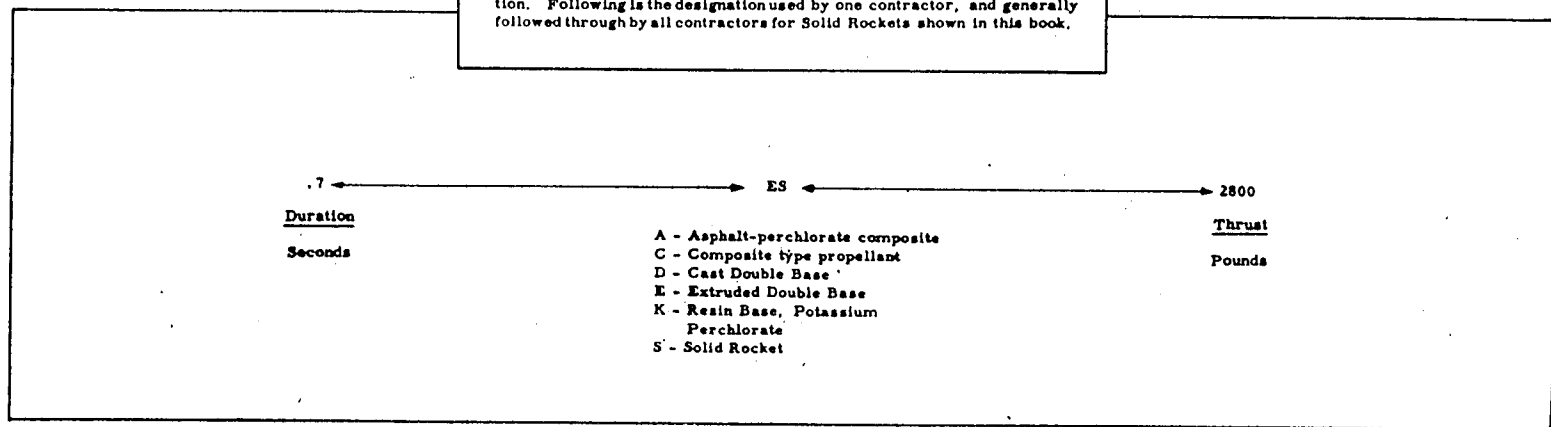 tion. Following is the designation used by one contractor, and generally
followed through by all contractors for Solid Rockets shown in this book.
.7 ES 2800
Duration
Seconds
A - Asphalt-perchlorate composite
C - Composite type propellant
D - Cast Double Base
E - Extruded Double Base
K - Resin Base, Potassium
Perchlorate
S - Solid Rocket
Thrust
Pounds